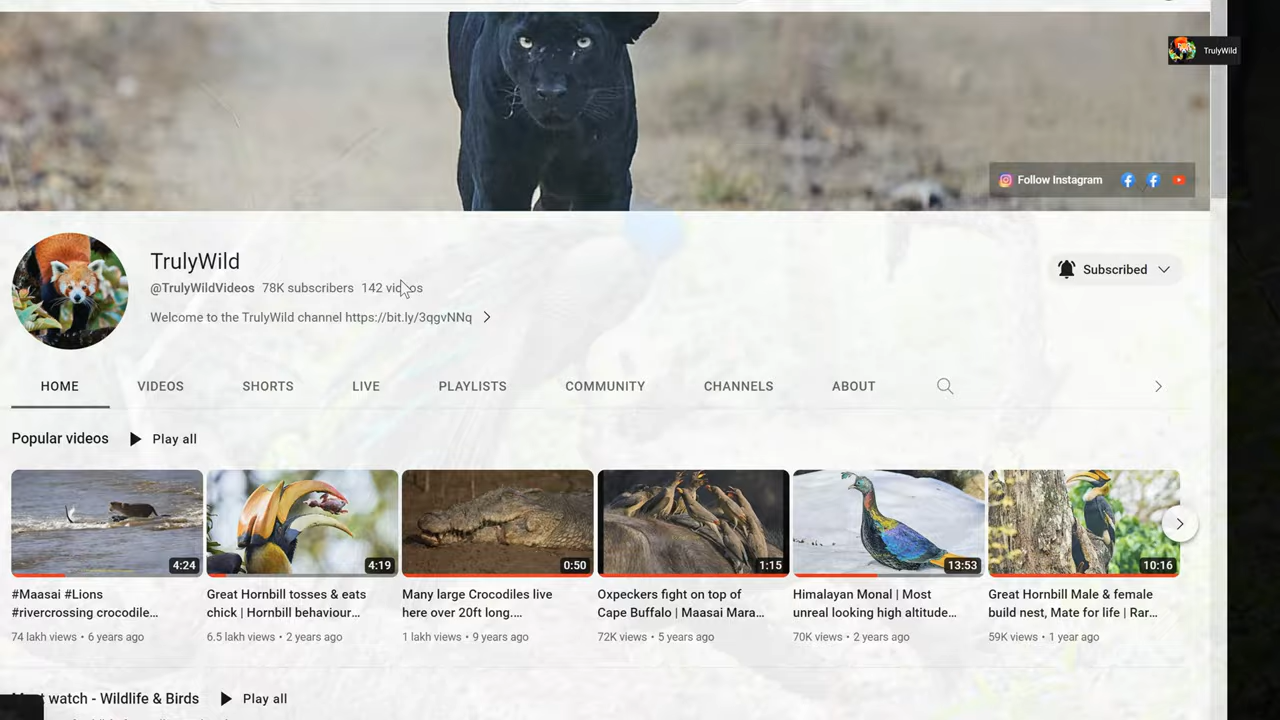 TrulyWild
Follow Instagram
TrulyWild
@TrulyWildVideos 78K subscribers 142 videos
Subscribed
Welcome to the TrulyWild channel https://bit.ly/3qgvNNq
HOME VIDEOS SHORTS LIVE PLAYLISTS COMMUNITY CHANNELS ABOUT
Popular videos Play all
4:24 4:19 0:50 1:15 13:53 10:16
#Maasai #Lions
#rivercrossing crocodile...
74 lakh views • 6 years ago
Great Hornbill tosses & eats
chick | Hornbill behaviour...
6.5 lakh views • 2 years ago
Many large Crocodiles live
here over 20ft long....
1 lakh views • 9 years ago
Oxpeckers fight on top of
Cape Buffalo | Maasai Mara...
72K views • 5 years ago
Himalayan Monal | Most
unreal looking high altitude...
70K views • 2 years ago
Great Hornbill Male & female
build nest, Mate for life | Rar...
59K views • 1 year ago
watch - Wildlife & Birds Play all